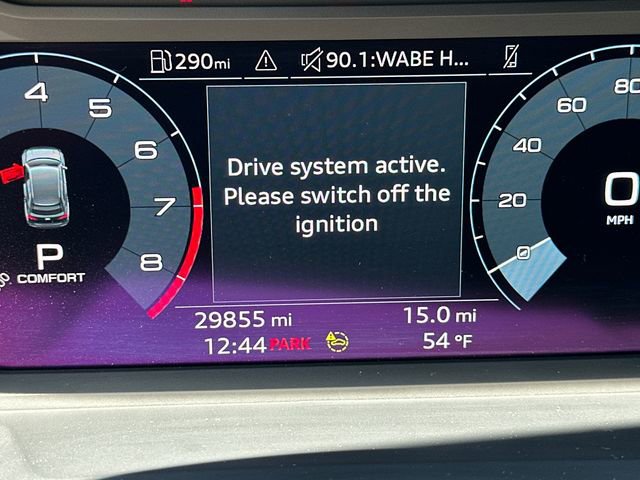 290mi
90.1:WABE H...
Drive system active.
Please switch off the
ignition
4
5
6
7
8
P
COMFORT
0
20
40
60
80
0
MPH
29855 mi
15.0 mi
12:44 PARK
54 °F